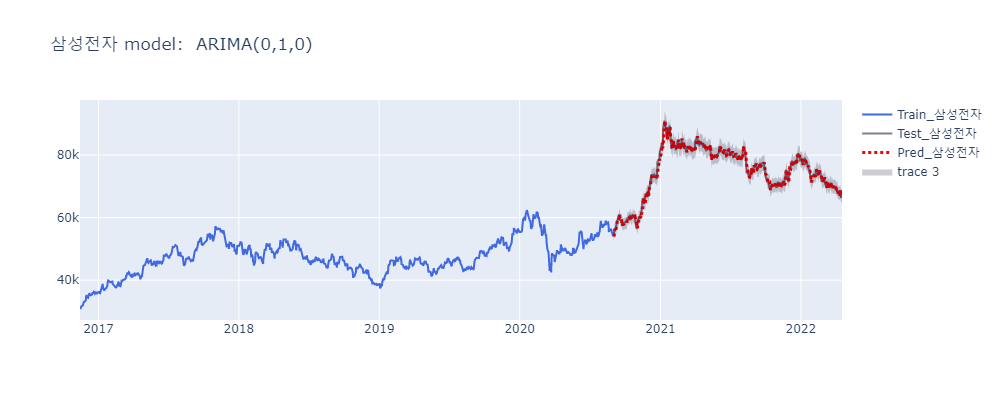 삼성전자 model:  ARIMA(0,1,0)
Train_삼성전자
Test_삼성전자
Pred_삼성전자
trace 3
80k
60k
40k
2017 2018 2019 2020 2021 2022